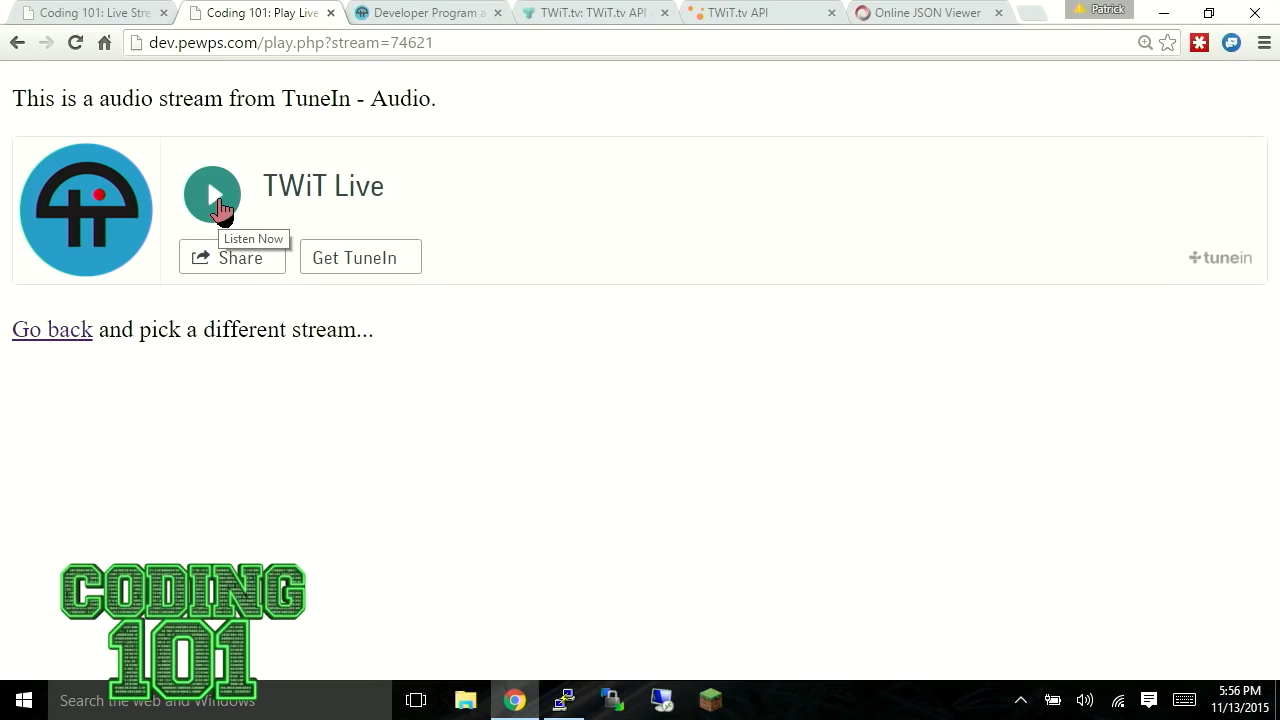 Coding 101: Live Stre
Coding 101: Play Live
Developer Program a
TWiT.tv: TWiT.tv API
TWiT.tv API
Online JSON Viewer
Patrick
dev.pewps.com/play.php?stream=74621
This is a audio stream from TuneIn - Audio.
TWiT Live
Listen Now
Share
Get TuneIn
tunein
Go back and pick a different stream...
CODING
101
Search the web and Windows
5:56 PM
11/13/2015